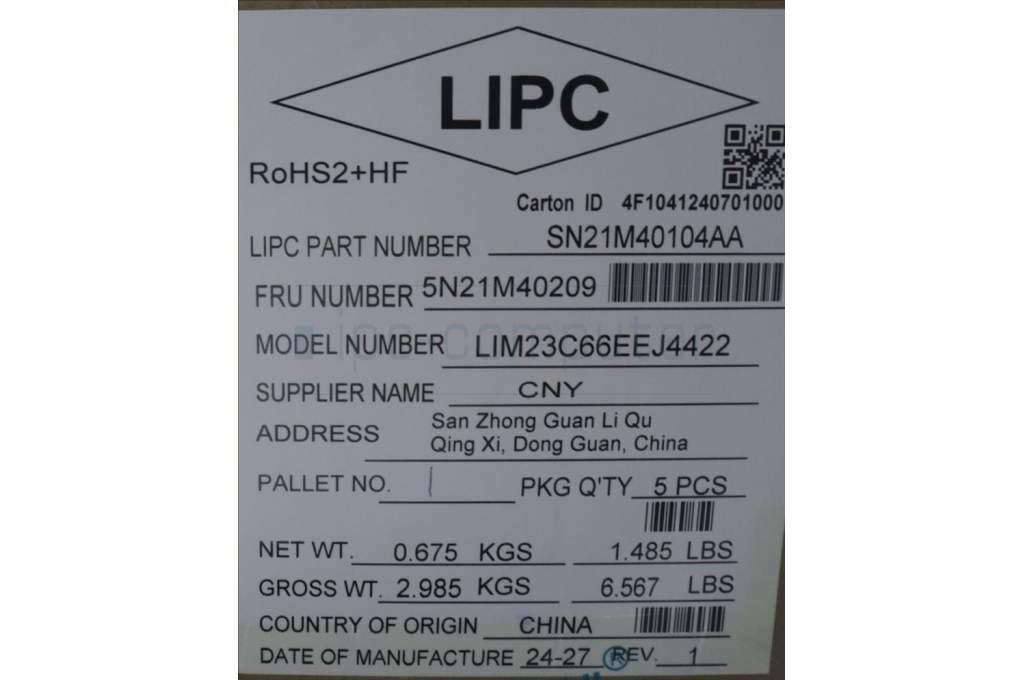 LIPC
RoHS2+HF
Carton ID 4F1041240701000
LIPC PART NUMBER SN21M40104AA
FRU NUMBER 5N21M40209
ipc computer
MODEL NUMBER LIM23C66EEJ4422
SUPPLIER NAME CNY
ADDRESS San Zhong Guan Li Qu
Qing Xi, Dong Guan, China
PALLET NO. 1 PKG Q'TY 5 PCS
NET WT. 0.675 KGS 1.485 LBS
GROSS WT. 2.985 KGS 6.567 LBS
COUNTRY OF ORIGIN CHINA
DATE OF MANUFACTURE 24-27 REV. 1